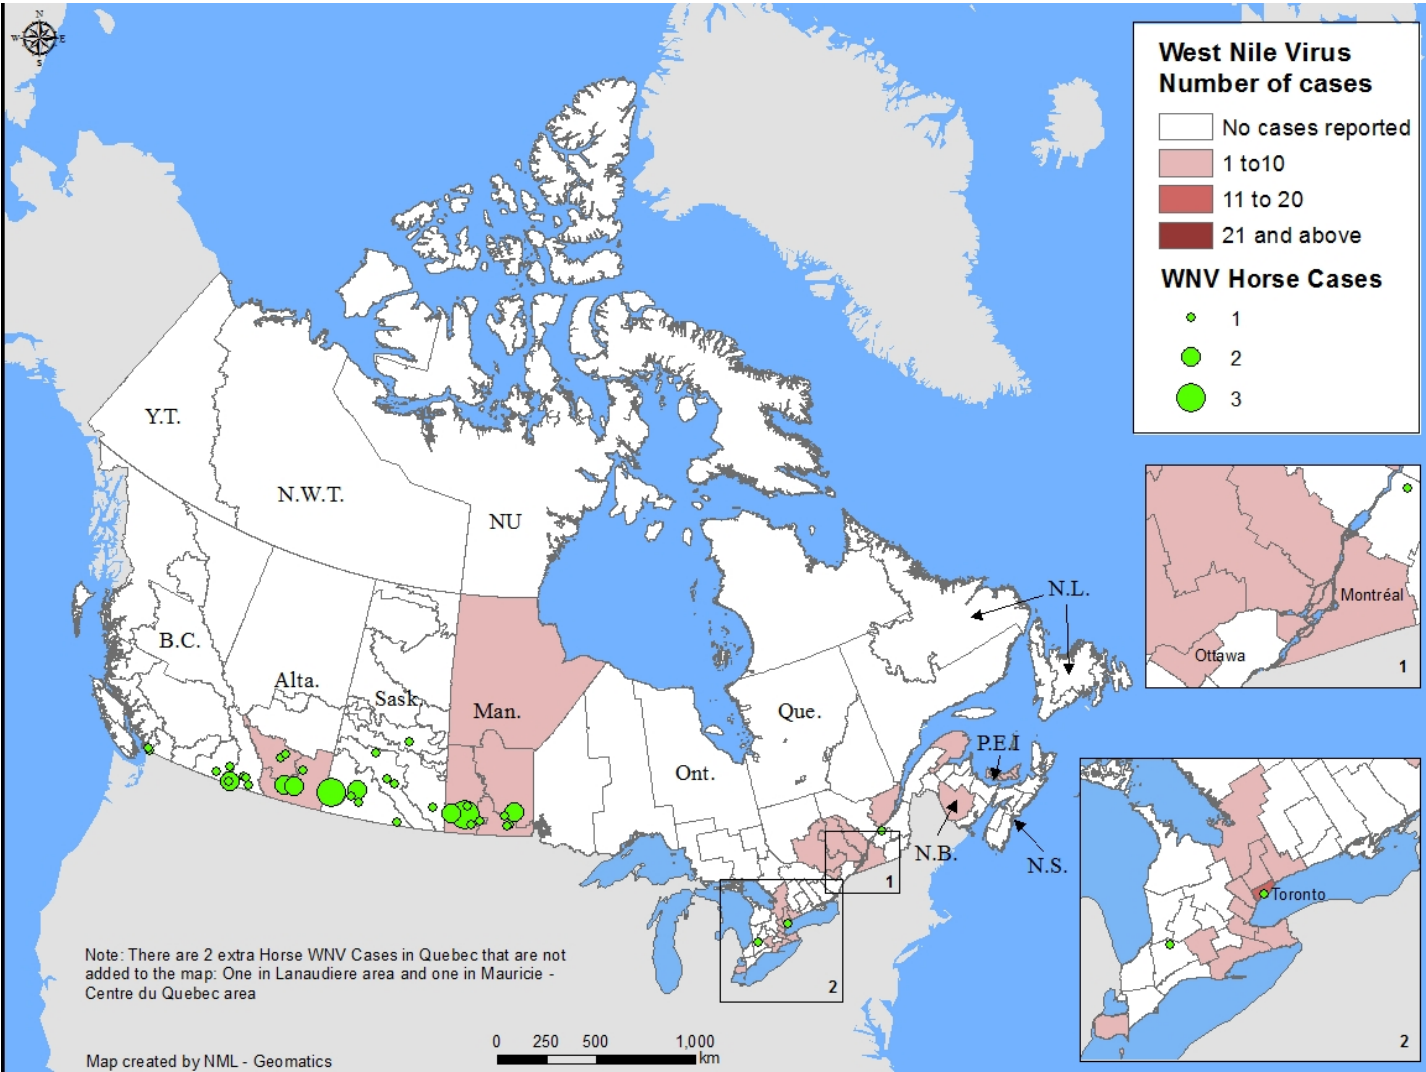 N
W E
S
West Nile Virus
Number of cases
No cases reported
1 to10
11 to 20
21 and above
WNV Horse Cases
1
2
3
Y.T.
N.W.T.
NU
B.C.
Alta.
Sask.
Man.
Ont.
Que.
N.L.
P.E.I
N.B.
N.S.
1
2
Montréal
Ottawa
1
Toronto
2
Note: There are 2 extra Horse WNV Cases in Quebec that are not
added to the map: One in Lanaudiere area and one in Mauricie -
Centre du Quebec area
0 250 500 1,000
km
Map created by NML - Geomatics